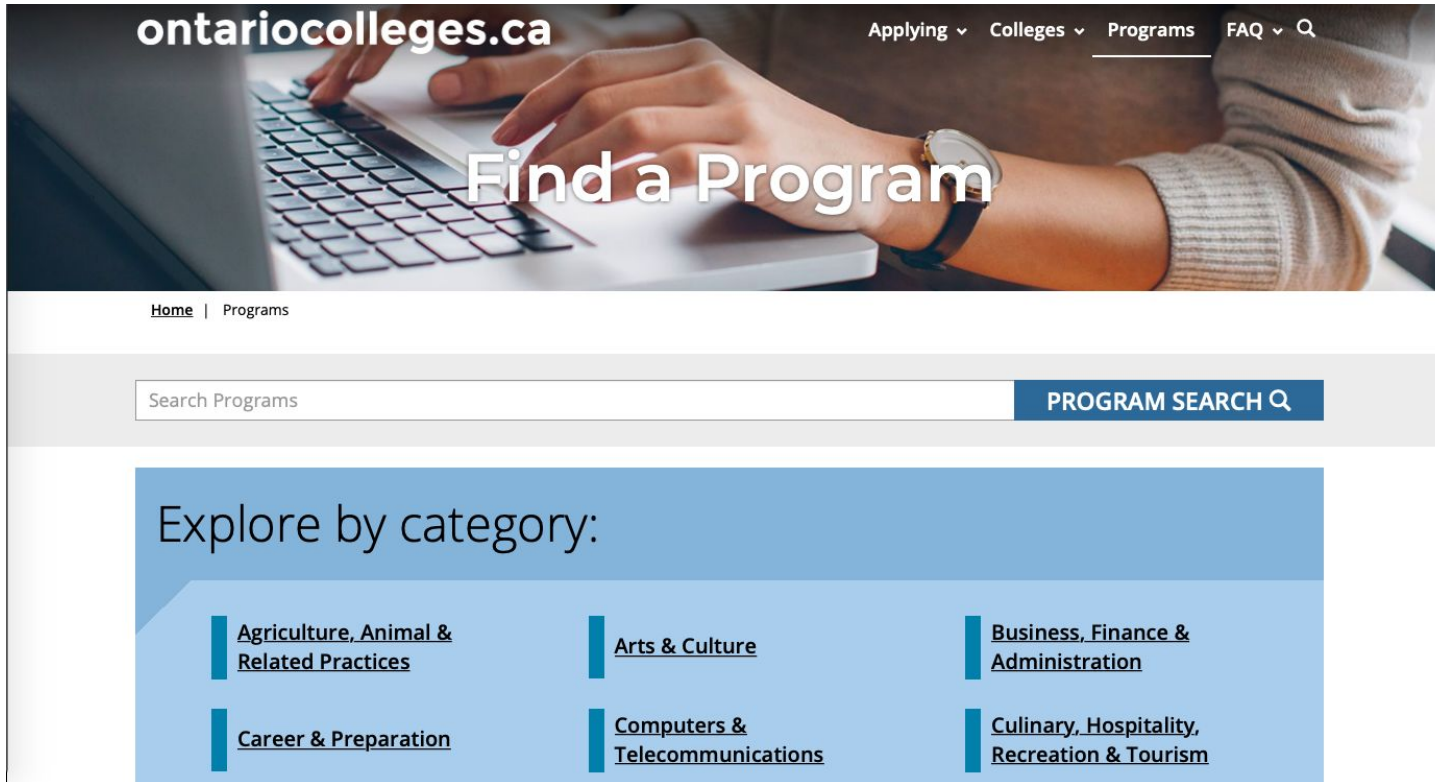 ontariocolleges.ca
Applying Colleges Programs FAQ
Find a Program
Home | Programs
Search Programs
PROGRAM SEARCH
Explore by category:
Agriculture, Animal &
Related Practices
Arts & Culture
Business, Finance &
Administration
Career & Preparation
Computers &
Telecommunications
Culinary, Hospitality,
Recreation & Tourism